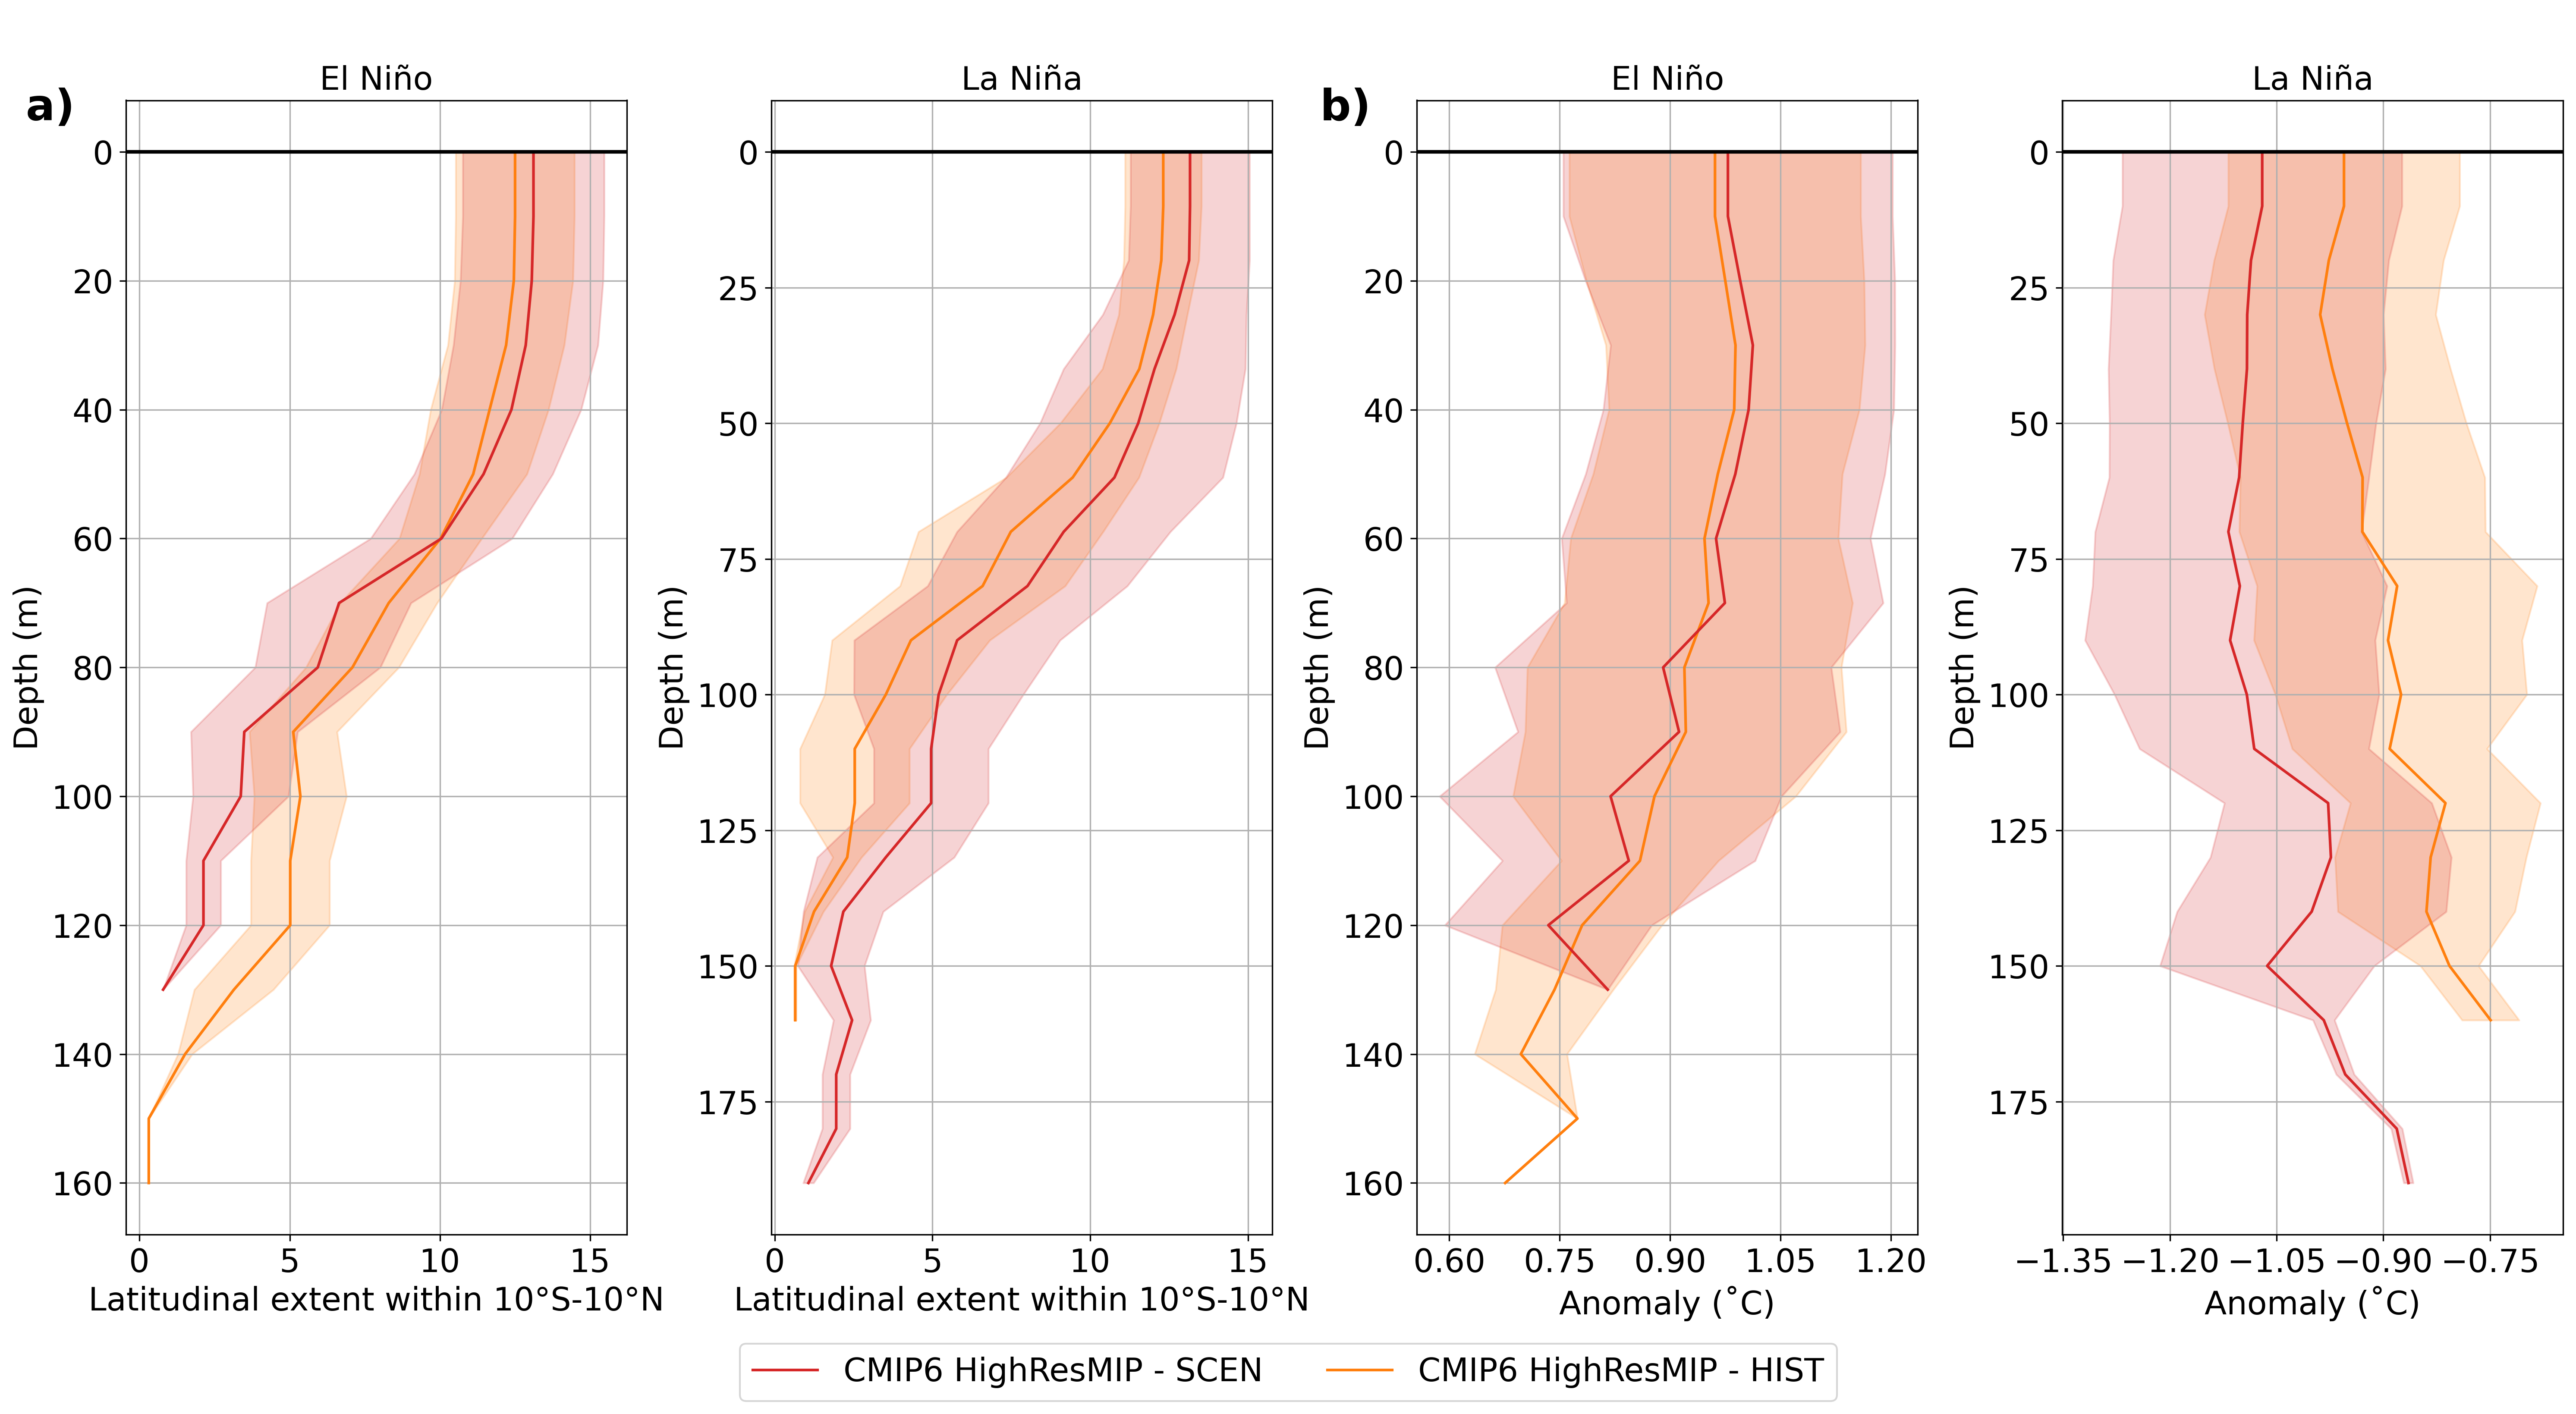 a)
El Niño
0
20
40
60
80
100
120
140
160
Depth (m)
0 5 10 15
Latitudinal extent within 10°S-10°N
La Niña
0
25
50
75
100
125
150
175
Depth (m)
0 5 10 15
Latitudinal extent within 10°S-10°N
b)
El Niño
0
20
40
60
80
100
120
140
160
Depth (m)
0.60 0.75 0.90 1.05 1.20
Anomaly (˚C)
La Niña
0
25
50
75
100
125
150
175
Depth (m)
−1.35 −1.20 −1.05 −0.90 −0.75
Anomaly (˚C)
CMIP6 HighResMIP - SCEN
CMIP6 HighResMIP - HIST